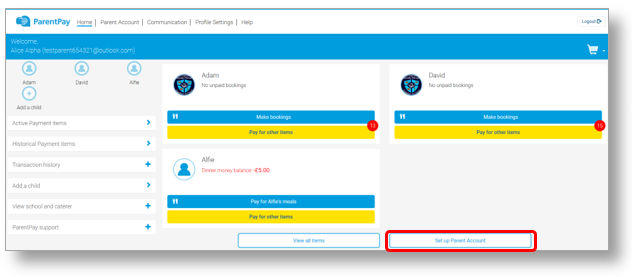 ParentPay Home | Parent Account | Communication | Profile Settings | Help Logout
Welcome,
Alice Alpha (testparent654321@outlook.com)
Adam David Alfie
Add a child
Active Payment items
Historical Payment items
Transaction history
Add a child
View school and caterer
ParentPay support
Adam
No unpaid bookings
Make bookings
Pay for other items
David
No unpaid bookings
Make bookings
Pay for other items
Alfie
Dinner money balance -£5.00
Pay for Alfie's meals
Pay for other items
View all items
Set up Parent Account